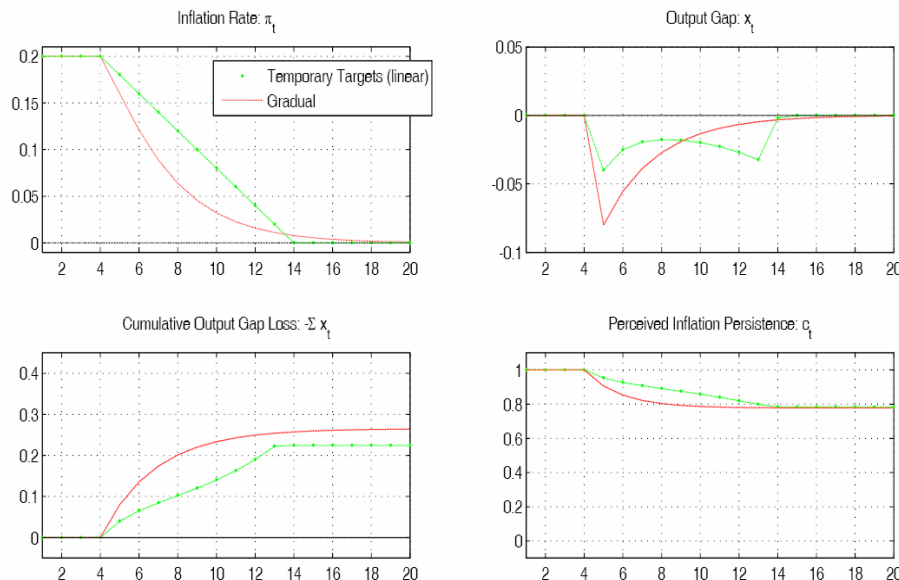 Inflation Rate: π_t
0.2
0.15
0.1
0.05
0
2 4 6 8 10 12 14 16 18 20
Temporary Targets (linear)
Gradual
Output Gap: x_t
0.05
0
-0.05
-0.1
2 4 6 8 10 12 14 16 18 20
Cumulative Output Gap Loss: -Σ x_t
0.4
0.3
0.2
0.1
0
2 4 6 8 10 12 14 16 18 20
Perceived Inflation Persistence: c_t
1
0.8
0.6
0.4
0.2
0
2 4 6 8 10 12 14 16 18 20